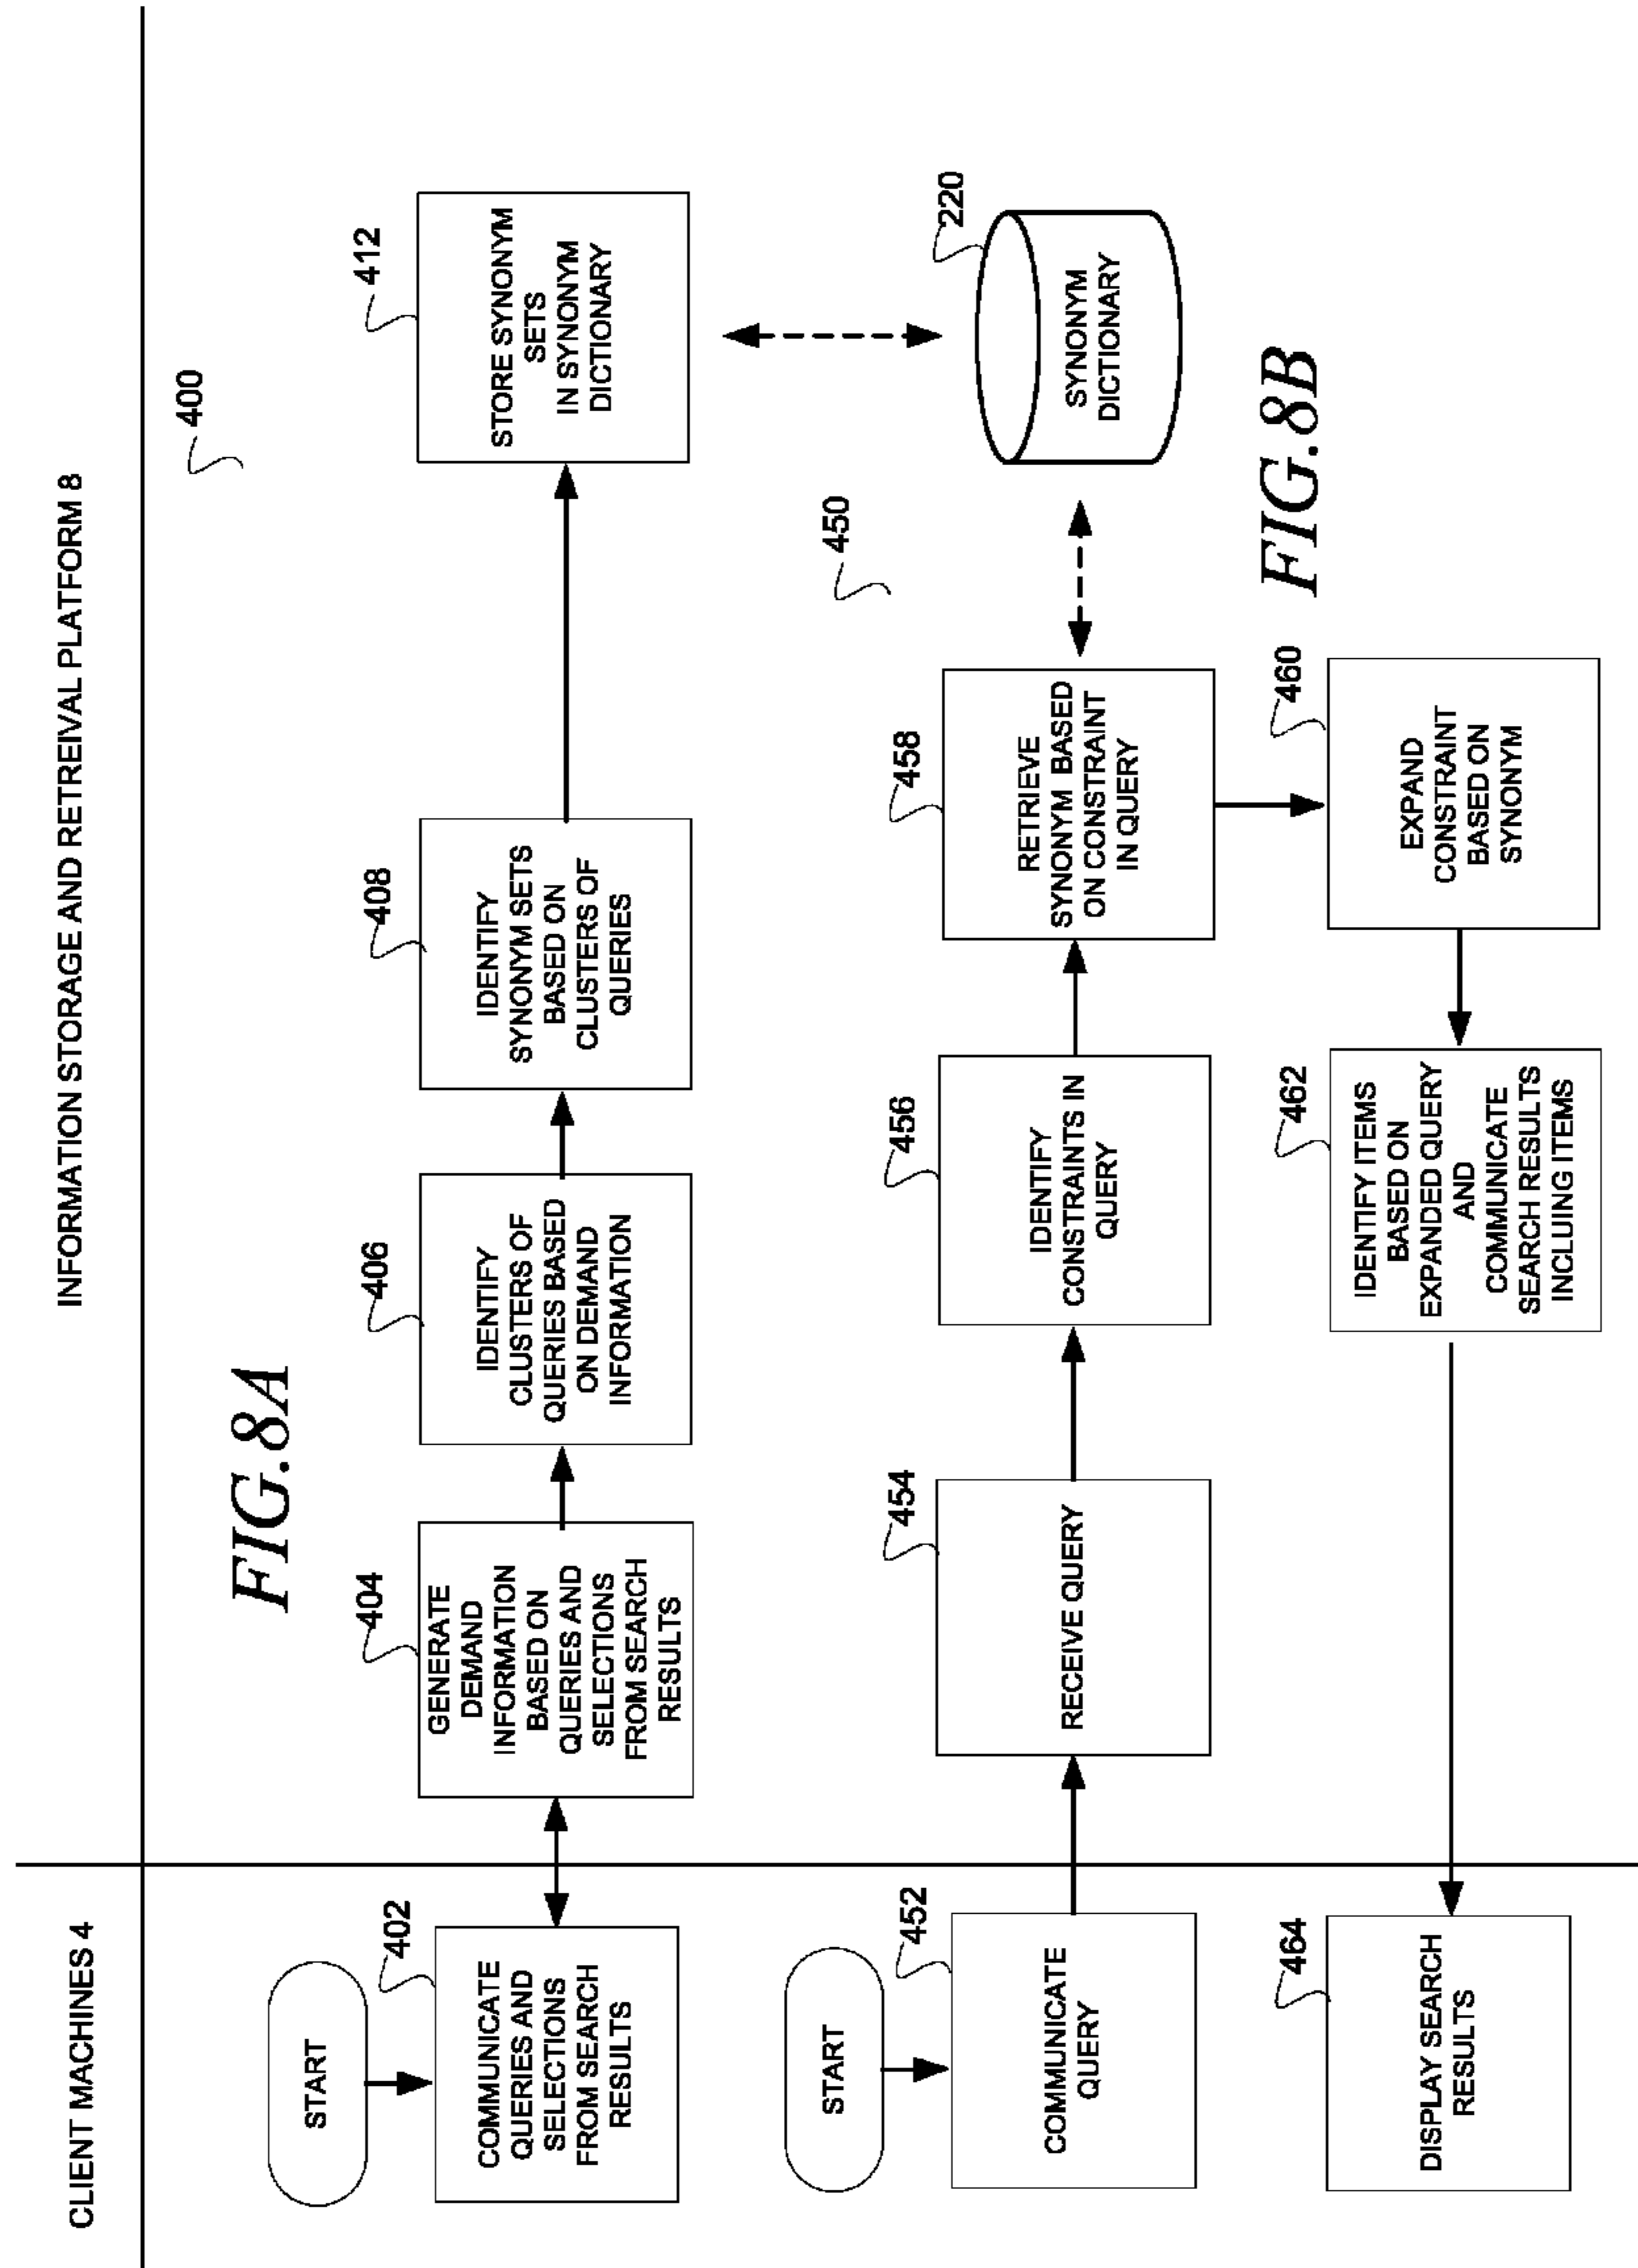 CLIENT MACHINES 4
INFORMATION STORAGE AND RETREIVAL PLATFORM 8
FIG.8A
400
START
402
COMMUNICATE
QUERIES AND
SELECTIONS
FROM SEARCH
RESULTS
404
GENERATE
DEMAND
INFORMATION
BASED ON
QUERIES AND
SELECTIONS
FROM SEARCH
RESULTS
406
IDENTIFY
CLUSTERS OF
QUERIES BASED
ON DEMAND
INFORMATION
408
IDENTIFY
SYNONYM SETS
BASED ON
CLUSTERS OF
QUERIES
412
STORE SYNONYM
SETS
IN SYNONYM
DICTIONARY
450
START
452
COMMUNICATE
QUERY
454
RECEIVE QUERY
456
IDENTIFY
CONSTRAINTS IN
QUERY
458
RETRIEVE
SYNONYM BASED
ON CONSTRAINT
IN QUERY
220
SYNONYM
DICTIONARY
FIG.8B
460
EXPAND
CONSTRAINT
BASED ON
SYNONYM
462
IDENTIFY ITEMS
BASED ON
EXPANDED QUERY
AND
COMMUNICATE
SEARCH RESULTS
INCLUING ITEMS
464
DISPLAY SEARCH
RESULTS